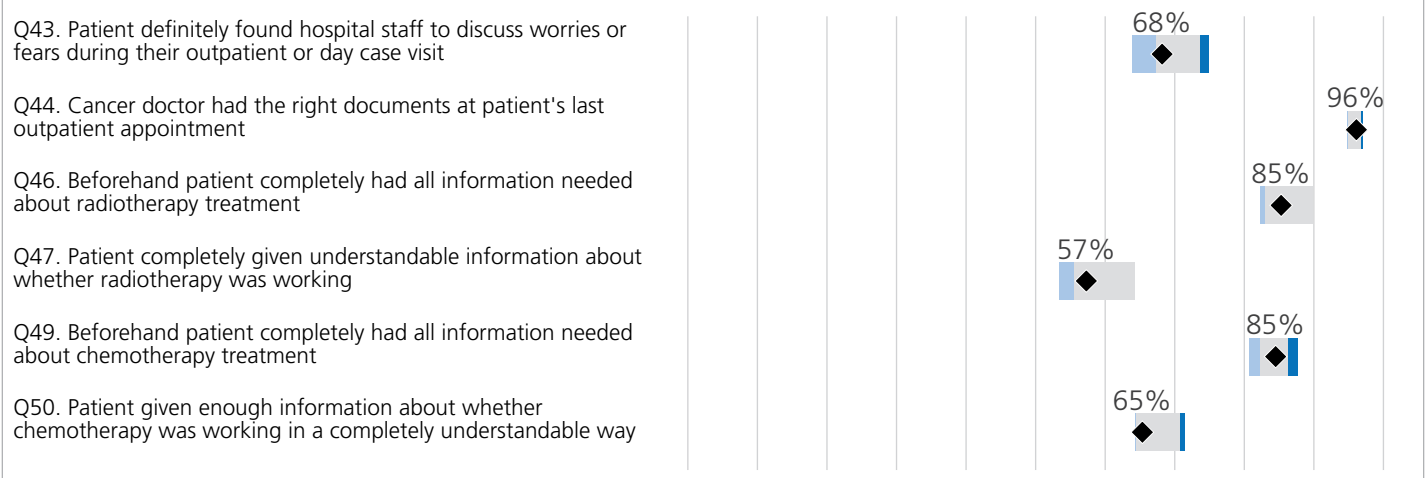 Q43. Patient definitely found hospital staff to discuss worries or
fears during their outpatient or day case visit
68%
Q44. Cancer doctor had the right documents at patient's last
outpatient appointment
96%
Q46. Beforehand patient completely had all information needed
about radiotherapy treatment
85%
Q47. Patient completely given understandable information about
whether radiotherapy was working
57%
Q49. Beforehand patient completely had all information needed
about chemotherapy treatment
85%
Q50. Patient given enough information about whether
chemotherapy was working in a completely understandable way
65%